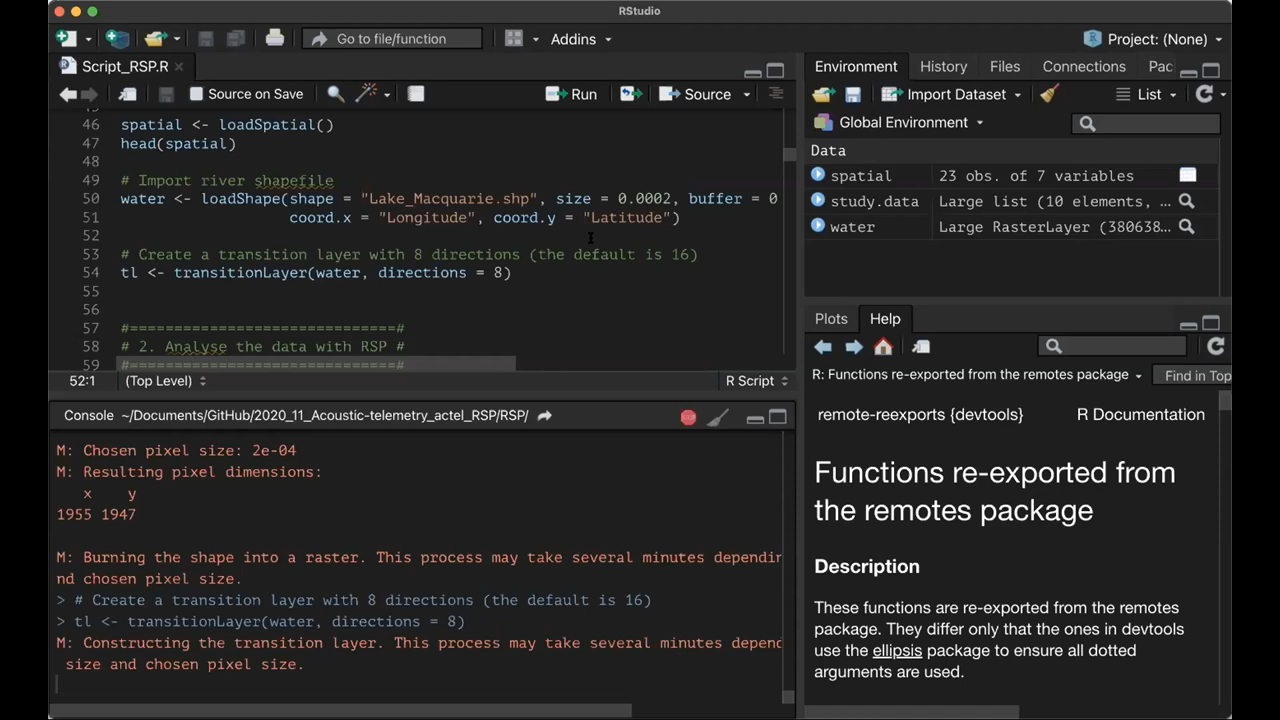 RStudio
Go to file/function
Addins
Project: (None)
Script_RSP.R
Source on Save
Run
Source
46 spatial <- loadSpatial()
47 head(spatial)
48
49 # Import river shapefile
50 water <- loadShape(shape = "Lake_Macquarie.shp", size = 0.0002, buffer = 0
51 coord.x = "Longitude", coord.y = "Latitude")
52
53 # Create a transition layer with 8 directions (the default is 16)
54 tl <- transitionLayer(water, directions = 8)
55
56
57 #==============================#
58 # 2. Analyse the data with RSP #
59 #==============================#
52:1 (Top Level) R Script
Console ~/Documents/GitHub/2020_11_Acoustic-telemetry_actel_RSP/RSP/
M: Chosen pixel size: 2e-04
M: Resulting pixel dimensions:
x y
1955 1947
M: Burning the shape into a raster. This process may take several minutes dependin
nd chosen pixel size.
> # Create a transition layer with 8 directions (the default is 16)
> tl <- transitionLayer(water, directions = 8)
M: Constructing the transition layer. This process may take several minutes depend
size and chosen pixel size.
Environment History Files Connections Pac
Import Dataset List
Global Environment
Data
spatial 23 obs. of 7 variables
study.data Large list (10 elements, …
water Large RasterLayer (380638…
Plots Help
R: Functions re-exported from the remotes package Find in Top
remote-reexports {devtools} R Documentation
Functions re-exported from
the remotes package
Description
These functions are re-exported from the remotes
package. They differ only that the ones in devtools
use the ellipsis package to ensure all dotted
arguments are used.